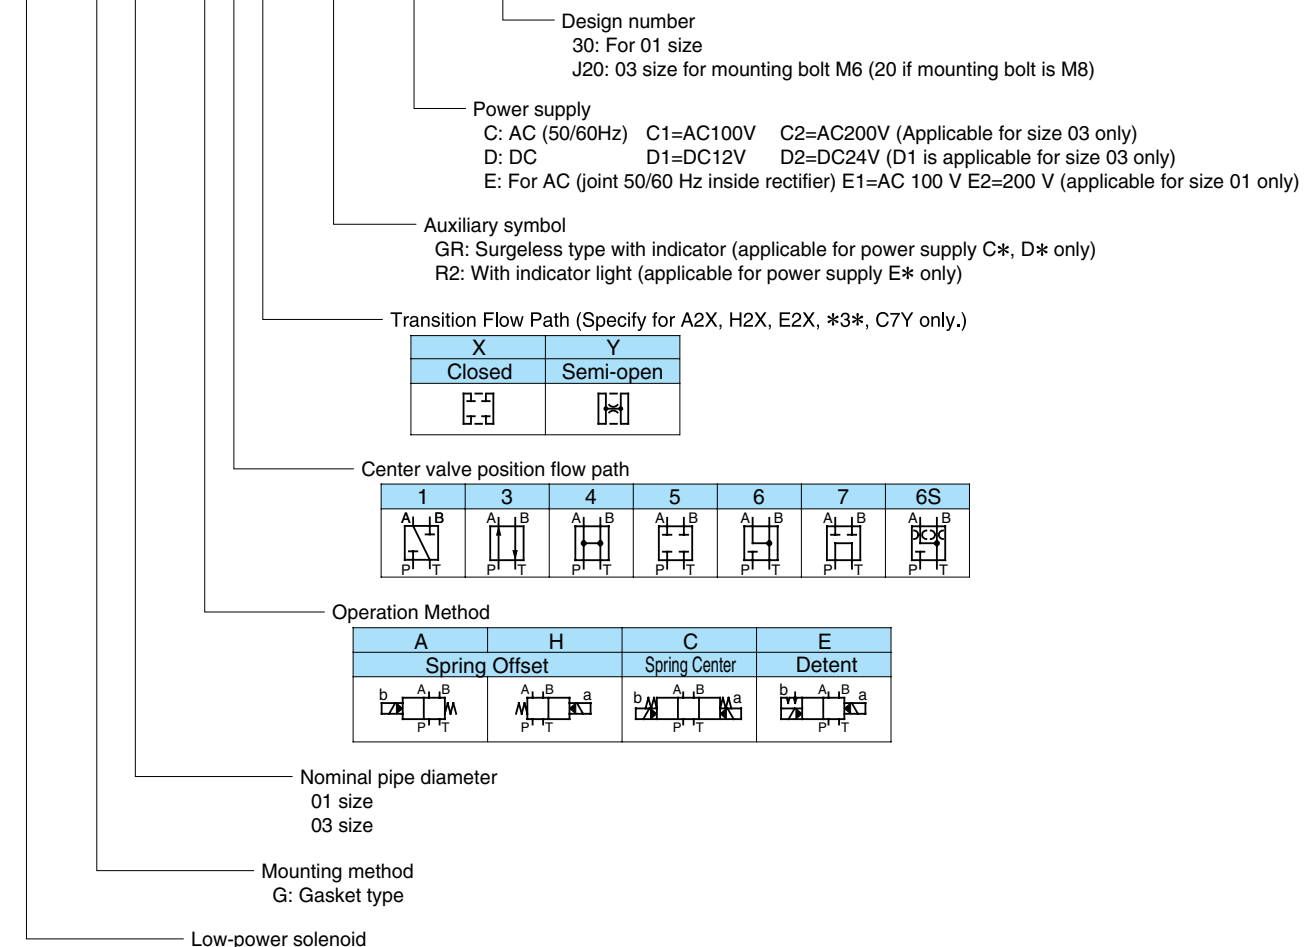 Design number
30: For 01 size
J20: 03 size for mounting bolt M6 (20 if mounting bolt is M8)
Power supply
C: AC (50/60Hz) C1=AC100V C2=AC200V (Applicable for size 03 only)
D: DC D1=DC12V D2=DC24V (D1 is applicable for size 03 only)
E: For AC (joint 50/60 Hz inside rectifier) E1=AC 100 V E2=200 V (applicable for size 01 only)
Auxiliary symbol
GR: Surgeless type with indicator (applicable for power supply C*, D* only)
R2: With indicator light (applicable for power supply E* only)
Transition Flow Path (Specify for A2X, H2X, E2X, *3*, C7Y only.)
X Y
Closed Semi-open
Center valve position flow path
1 3 4 5 6 7 6S
A B A B A B A B A B A B A B
P T P T P T P T P T P T P T
Operation Method
A H C E
Spring Offset Spring Center Detent
b A B A B a b A B a b A B a
P T P T P T P T
Nominal pipe diameter
01 size
03 size
Mounting method
G: Gasket type
Low-power solenoid